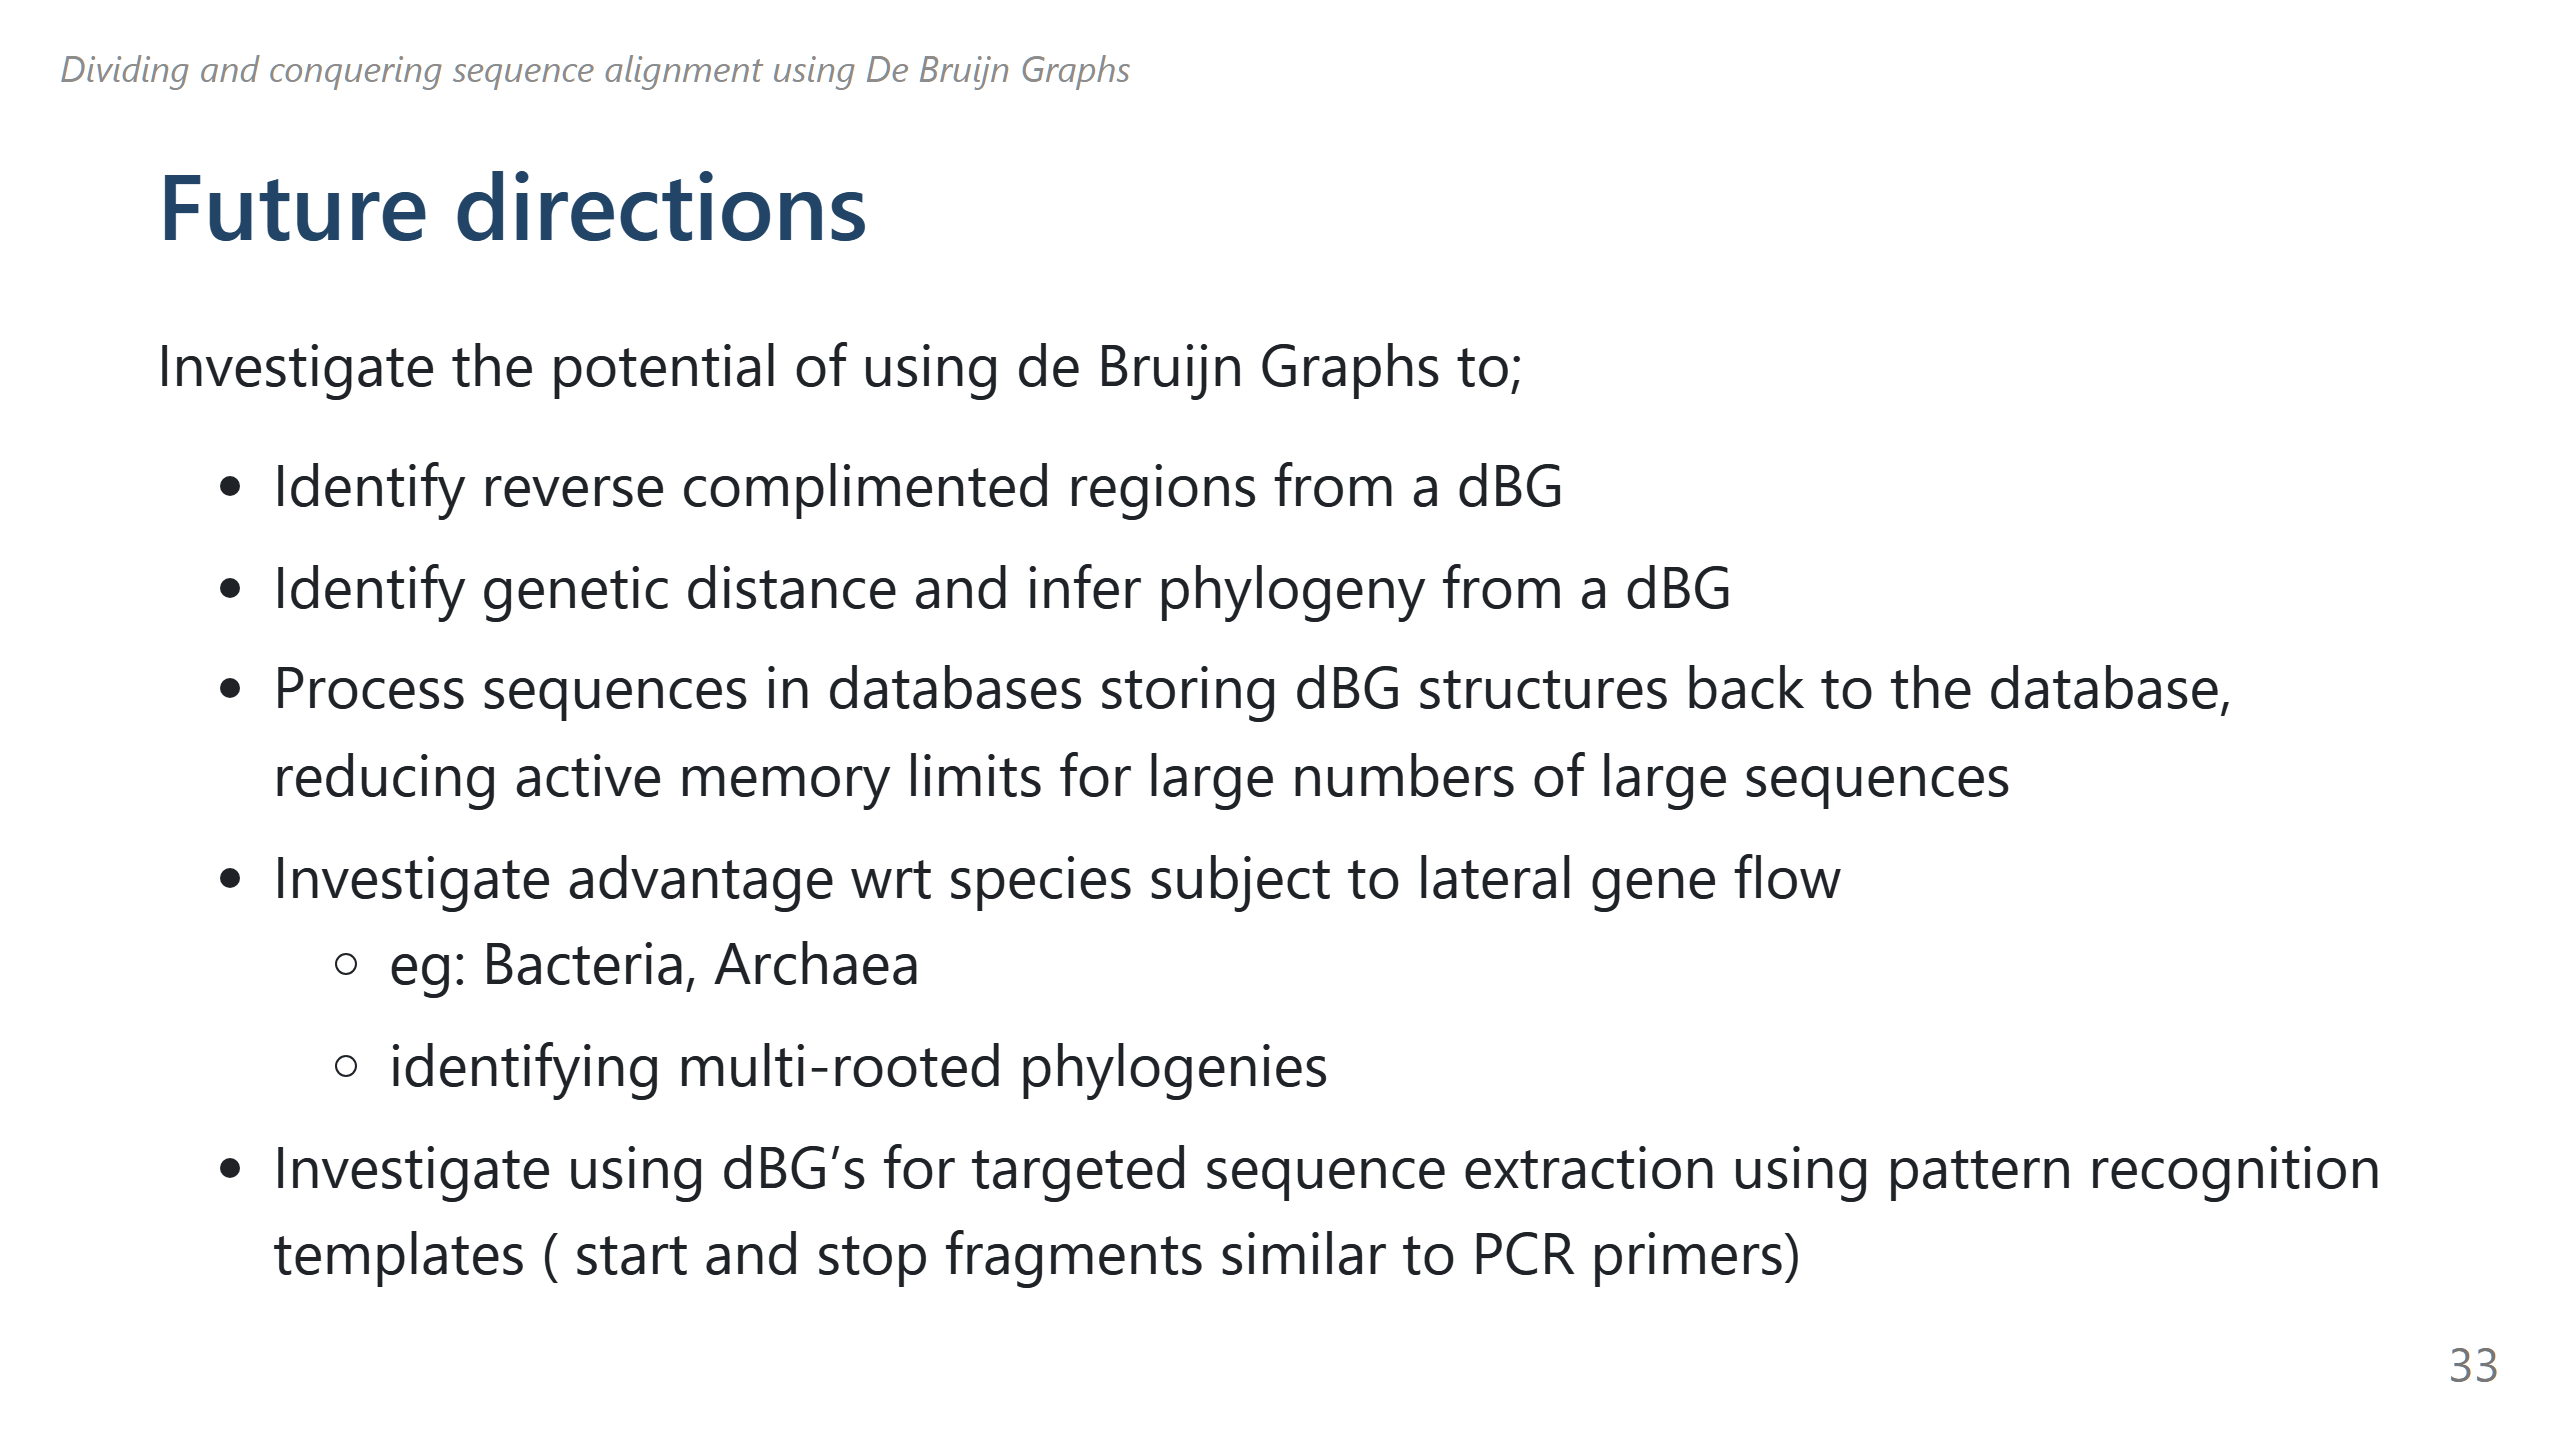 Dividing and conquering sequence alignment using De Bruijn Graphs
Future directions
Investigate the potential of using de Bruijn Graphs to;
• Identify reverse complimented regions from a dBG
• Identify genetic distance and infer phylogeny from a dBG
• Process sequences in databases storing dBG structures back to the database,
reducing active memory limits for large numbers of large sequences
• Investigate advantage wrt species subject to lateral gene flow
○ eg: Bacteria, Archaea
○ identifying multi-rooted phylogenies
• Investigate using dBG’s for targeted sequence extraction using pattern recognition
templates ( start and stop fragments similar to PCR primers)
33